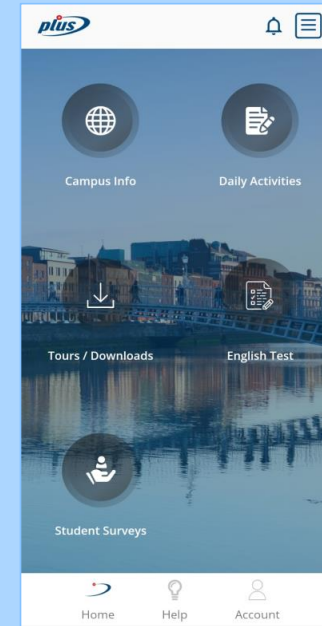 plus
Campus Info
Daily Activities
Tours / Downloads
English Test
Student Surveys
Home
Help
Account